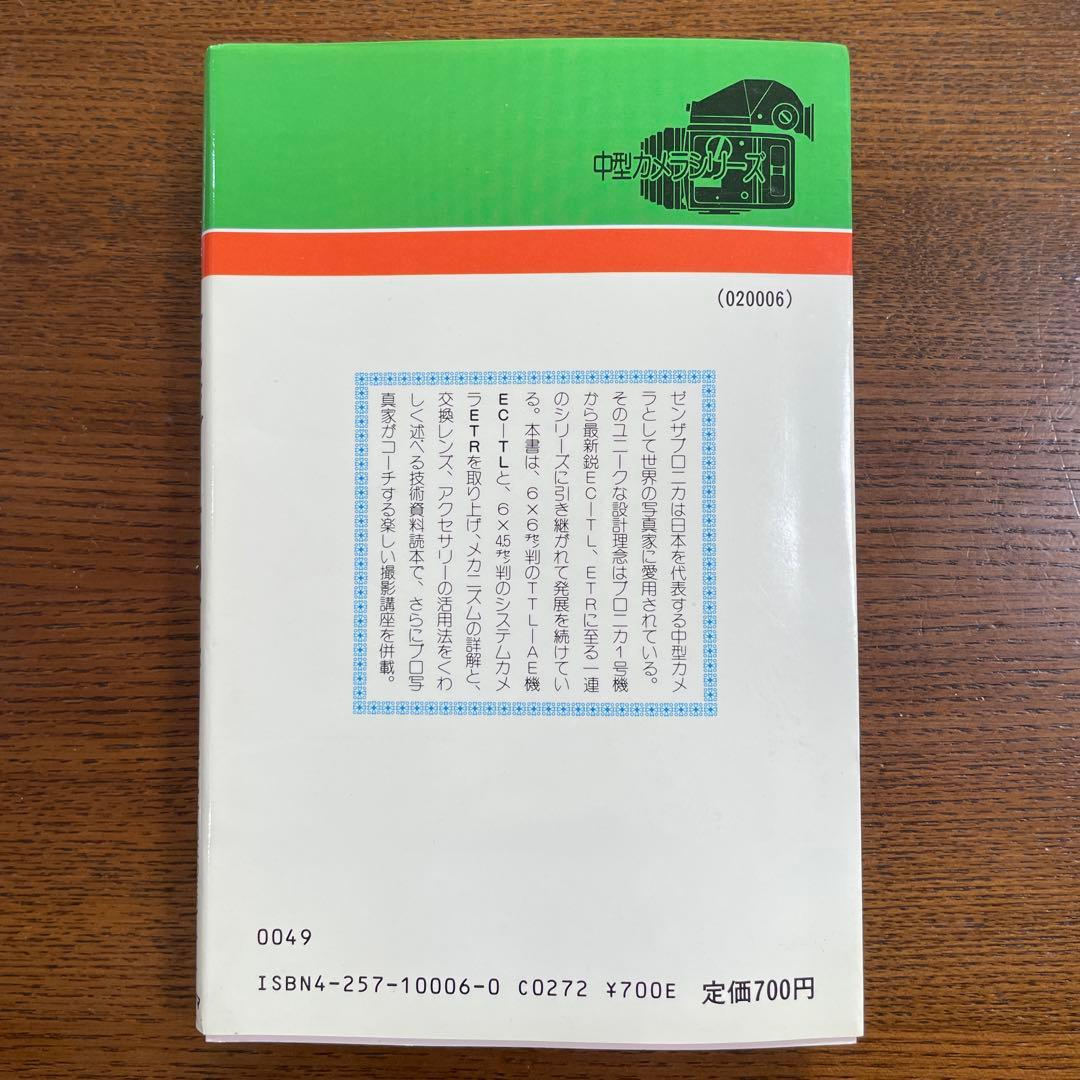 中型カメラシリーズ
(020006)
ゼンザブロニカは日本を代表する中型カメ
ラとして世界の写真家に愛用されている。
そのユニークな設計理念はブロニカ1号機
から最新鋭EC-TL、ETRに至る一連
のシリーズに引き継がれて発展を続けてい
る。本書は、6×6㌢判のTTL-AE機
EC-TLと、6×4.5㌢判のシステムカメ
ラETRを取り上げ、メカニズムの詳解と、
交換レンズ、アクセサリーの活用法をくわ
しく述べる技術資料読本で、さらにプロ写
真家がコーチする楽しい撮影講座を併載。
0049
ISBN4-257-10006-0 C0272 ¥700E 定価700円